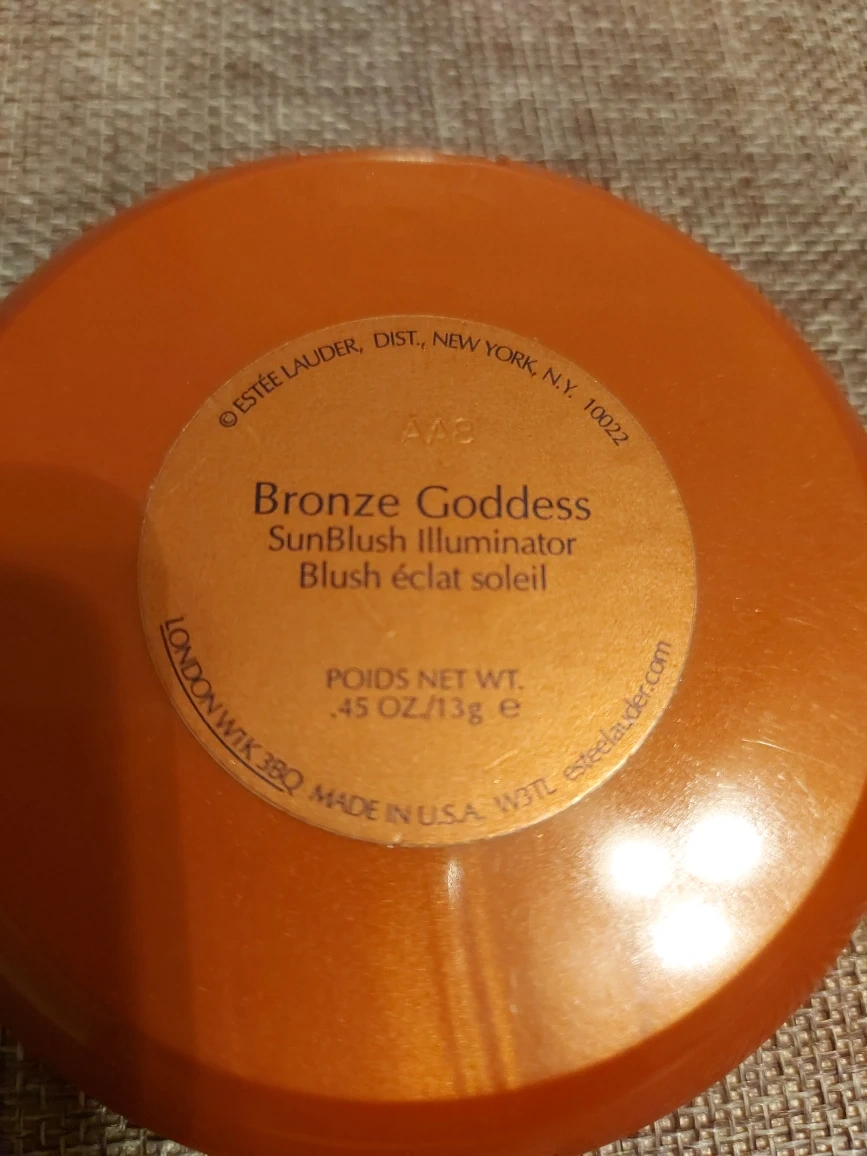 © ESTÉE LAUDER, DIST., NEW YORK, N.Y. 10022
Bronze Goddess
SunBlush Illuminator
Blush éclat soleil
POIDS NET WT.
.45 OZ./13g e
LONDON W1K 3BQ MADE IN U.S.A. W3TL esteelauder.com